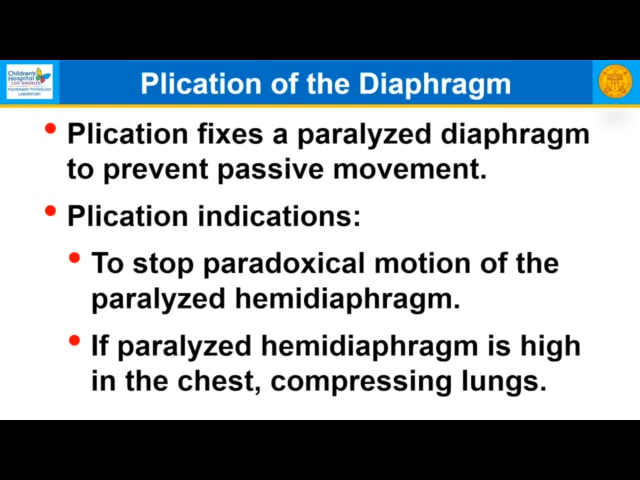 Children's
Hospital
LOS ANGELES
PULMONARY PHYSIOLOGY
LABORATORY
Plication of the Diaphragm
• Plication fixes a paralyzed diaphragm
to prevent passive movement.
• Plication indications:
• To stop paradoxical motion of the
paralyzed hemidiaphragm.
• If paralyzed hemidiaphragm is high
in the chest, compressing lungs.